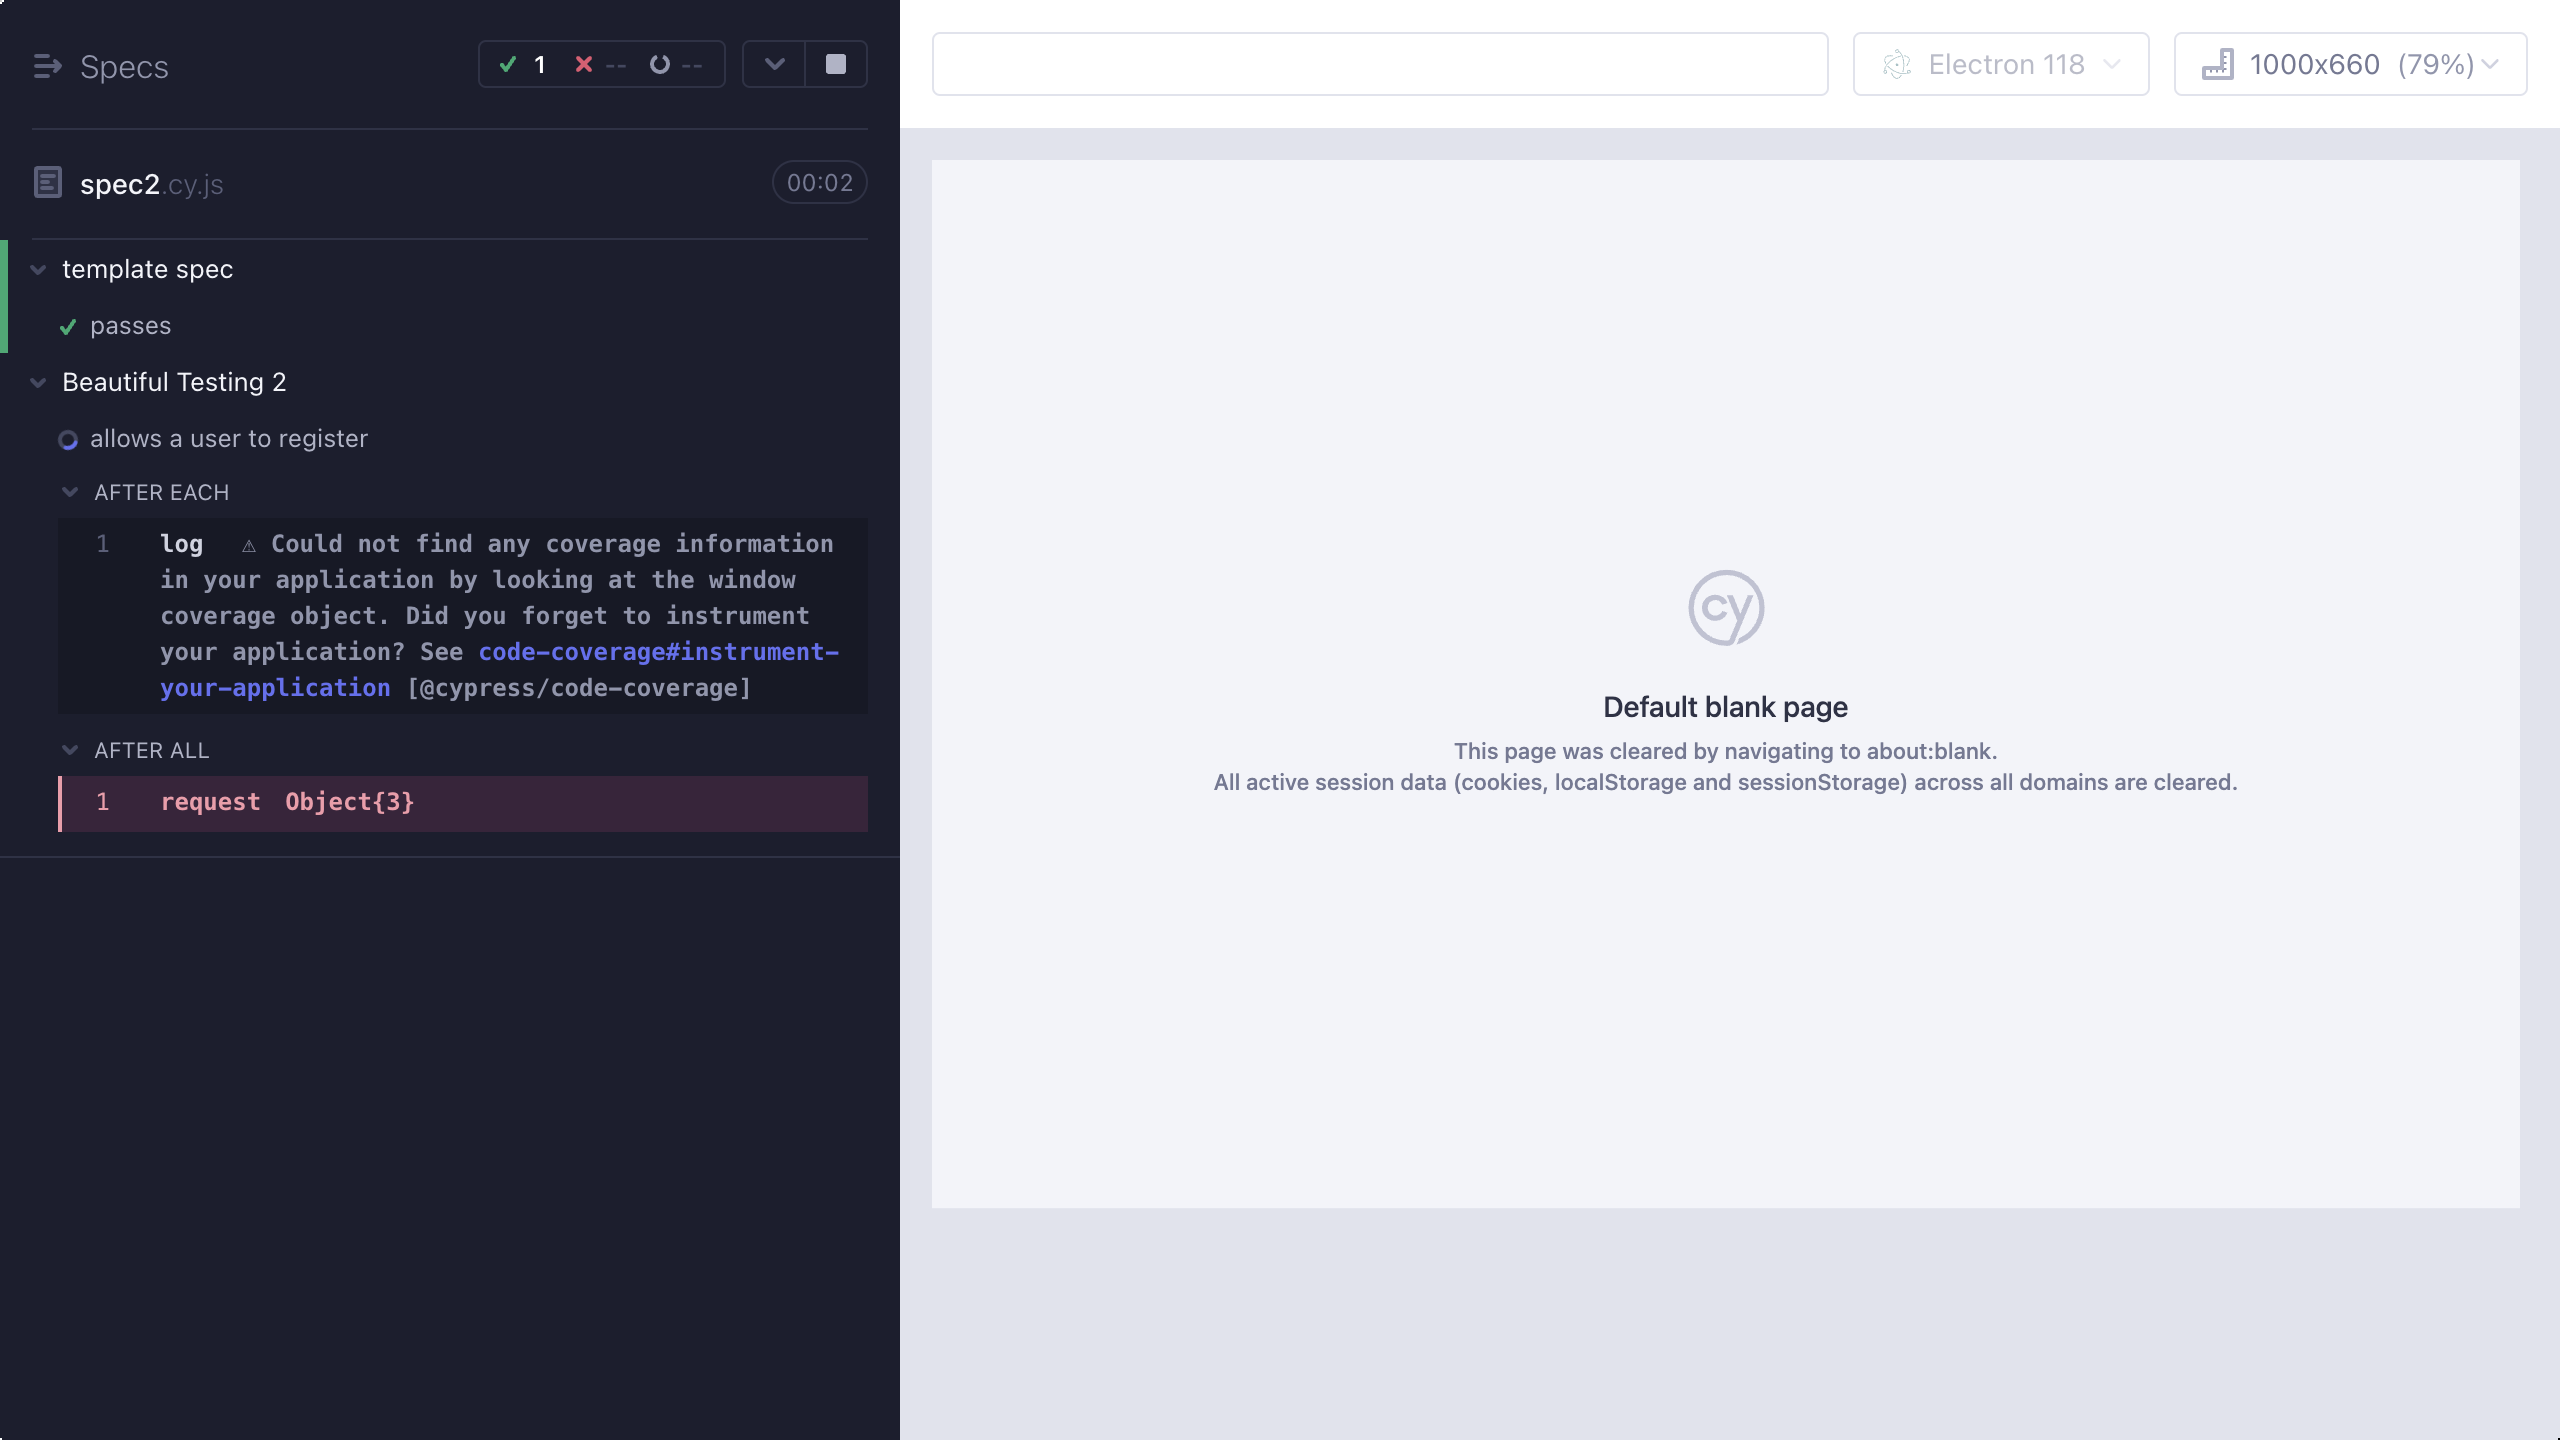 Specs
1 -- --
spec2.cy.js
00:02
template spec
passes
Beautiful Testing 2
allows a user to register
AFTER EACH
1 log ⚠ Could not find any coverage information
in your application by looking at the window
coverage object. Did you forget to instrument
your application? See code-coverage#instrument-
your-application [@cypress/code-coverage]
AFTER ALL
1 request Object{3}
Electron 118
1000x660 (79%)
cy
Default blank page
This page was cleared by navigating to about:blank.
All active session data (cookies, localStorage and sessionStorage) across all domains are cleared.